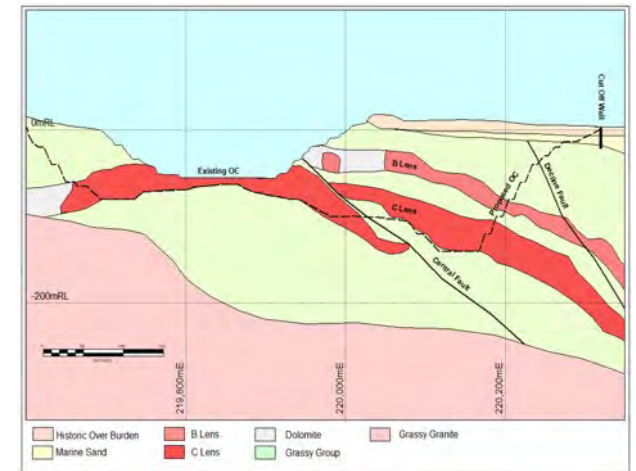 0mRL
Cut Off Wall
Existing OC
B Lens
Proposed OC
Decline Fault
C Lens
Central Fault
-200mRL
219,800mE
220,000mE
220,200mE
Historic Over Burden
B Lens
Dolomite
Grassy Granite
Marine Sand
C Lens
Grassy Group